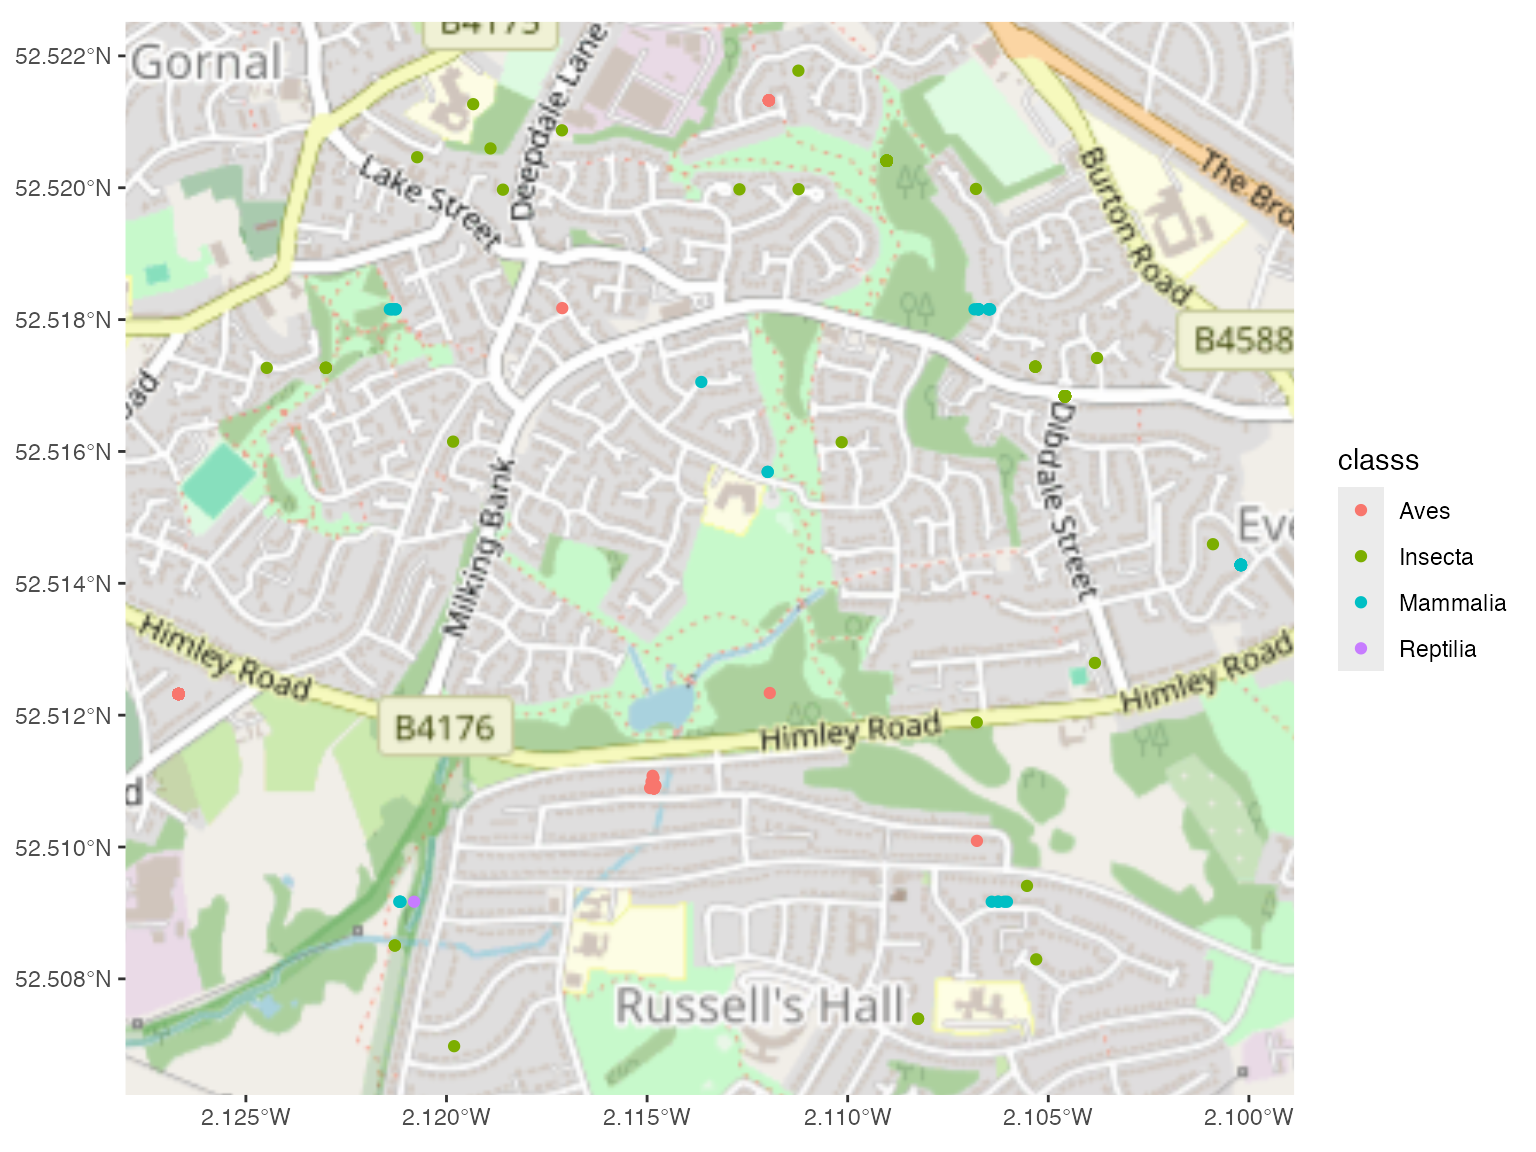 B4175
52.522°N
Gornal
Deepdale Lane
52.520°N
Lake Street
Burton Road
The Bro
52.518°N
B4588
oad
52.516°N
Dibdale Street
Milking Bank
Eve
52.514°N
Himley Road
Himley Road
52.512°N
B4176
Himley Road
d
52.510°N
52.508°N
Russell's Hall
2.125°W
2.120°W
2.115°W
2.110°W
2.105°W
2.100°W
classs
Aves
Insecta
Mammalia
Reptilia